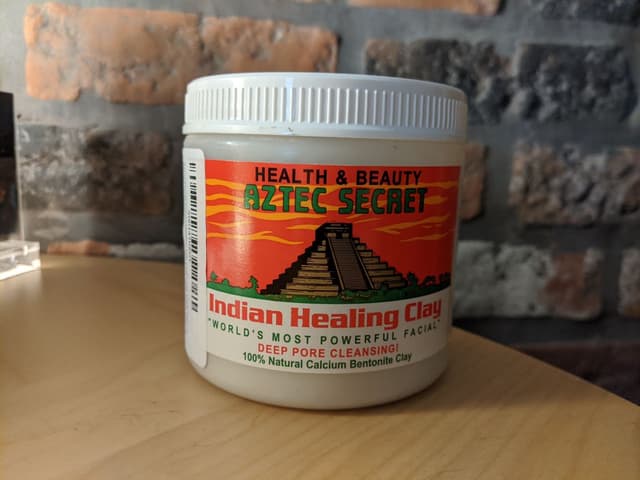 HEALTH & BEAUTY
AZTEC SECRET
Indian Healing Clay
"WORLD'S MOST POWERFUL FACIAL"
DEEP PORE CLEANSING!
100% Natural Calcium Bentonite Clay